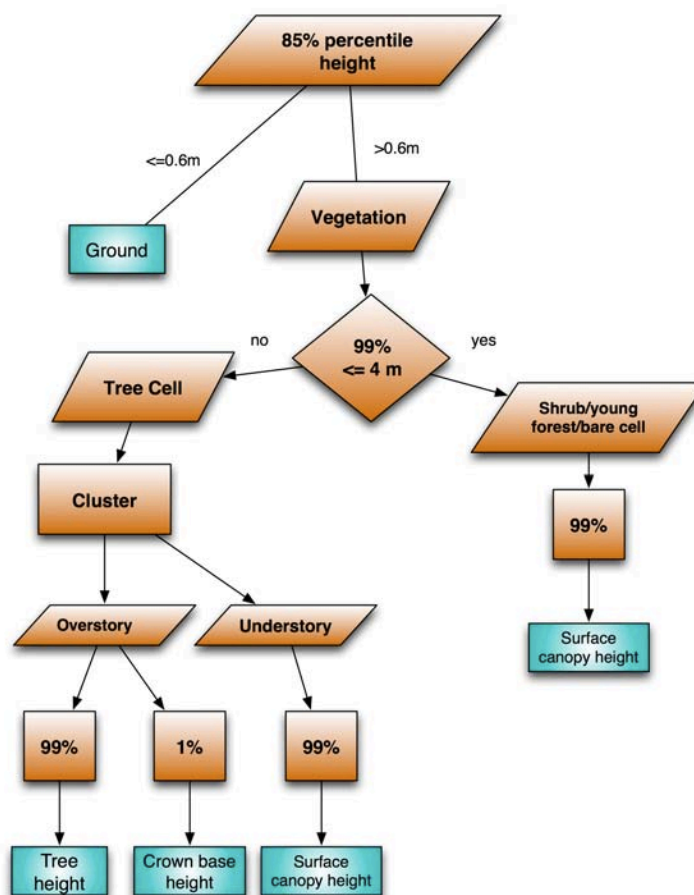 85% percentile
height
<=0.6m
>0.6m
Vegetation
Ground
no
99%
<= 4 m
yes
Tree Cell
Shrub/young
forest/bare cell
Cluster
99%
Overstory
Understory
Surface
canopy height
99%
1%
99%
Tree
height
Crown base
height
Surface
canopy height